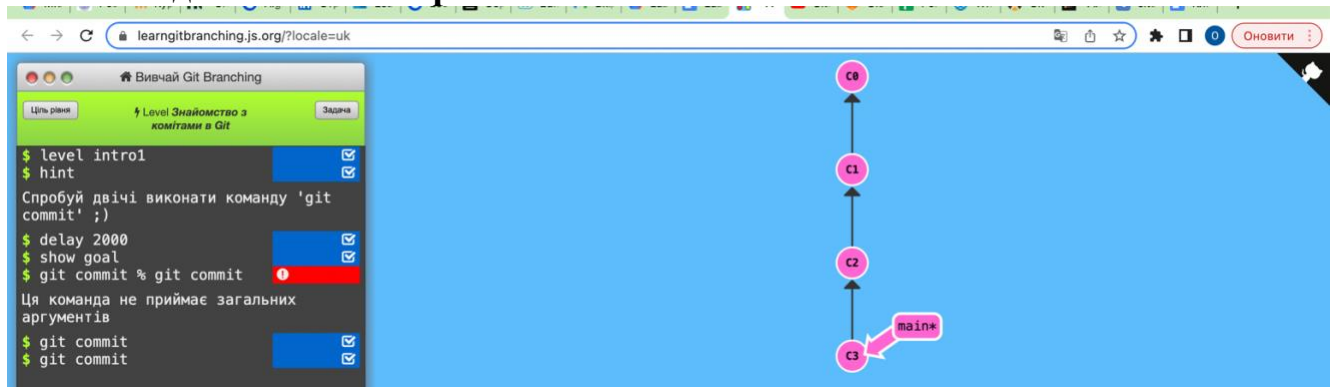 learngitbranching.js.org/?locale=uk
Оновити
Вивчай Git Branching
Ціль рівня
Level Знайомство з
комітами в Git
Задача
$ level intro1
$ hint
Спробуй двічі виконати команду 'git
commit' ;)
$ delay 2000
$ show goal
$ git commit % git commit
Ця команда не приймає загальних
аргументів
$ git commit
$ git commit
C0
C1
C2
main*
C3